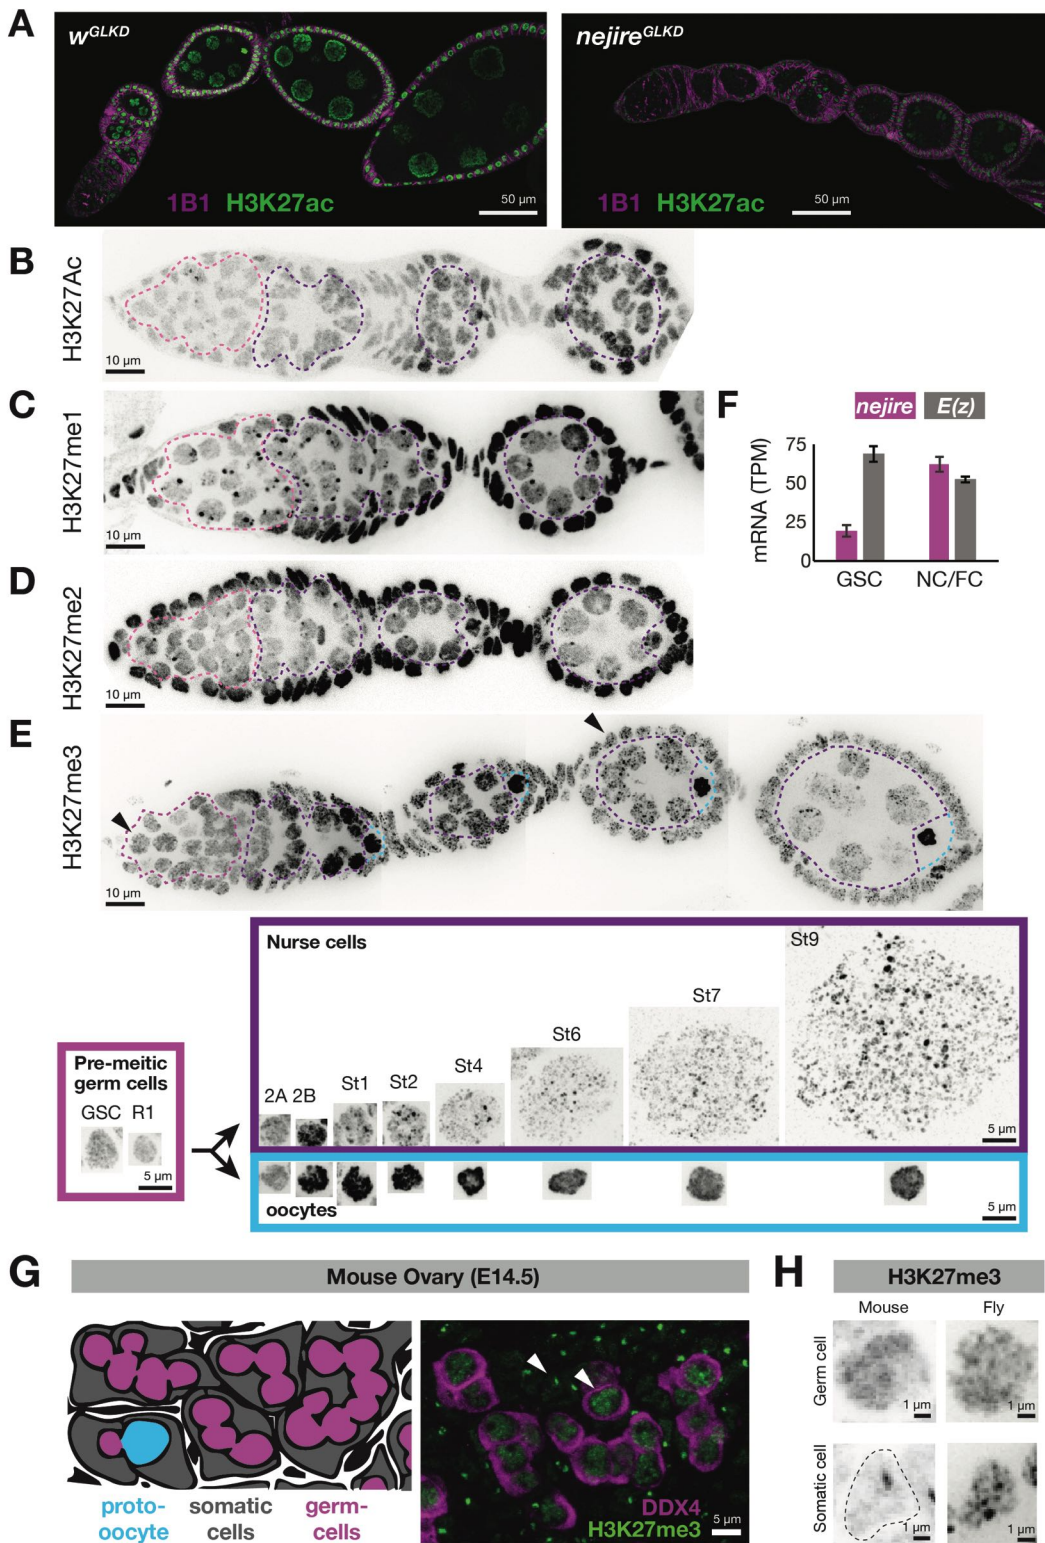 A
w^GLKD
1B1 H3K27ac
50 µm
nejire^GLKD
1B1 H3K27ac
50 µm
B
H3K27Ac
10 µm
C
H3K27me1
10 µm
D
H3K27me2
10 µm
E
H3K27me3
10 µm
F
nejire E(z)
mRNA (TPM)
75
50
25
0
GSC NC/FC
Pre-meitic
germ cells
GSC R1
5 µm
Nurse cells
2A 2B St1 St2 St4 St6 St7 St9
5 µm
oocytes
5 µm
G
Mouse Ovary (E14.5)
proto-
oocyte
somatic
cells
germ-
cells
DDX4
H3K27me3
5 µm
H
H3K27me3
Mouse Fly
Germ cell
1 µm 1 µm
Somatic cell
1 µm 1 µm